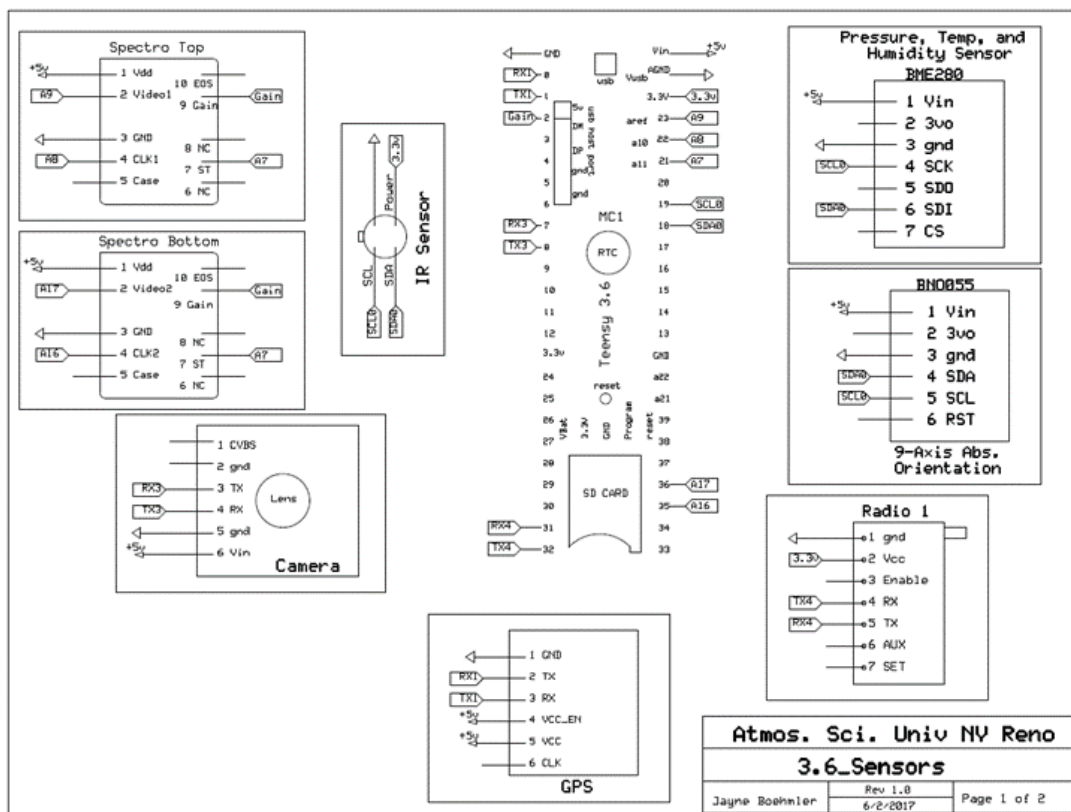 Spectro Top
+5v
1 Vdd
10 EOS
A9
2 Video1
9 Gain
Gain
3 GND
8 NC
A8
4 CLK1
7 ST
A7
5 Case
6 NC
Spectro Bottom
+5v
1 Vdd
10 EOS
A17
2 Video2
9 Gain
Gain
3 GND
8 NC
A16
4 CLK2
7 ST
A7
5 Case
6 NC
1 CVBS
2 gnd
RX3
3 TX
TX3
4 RX
5 gnd
+5v
6 Vin
Lens
Camera
3.3v
Power
SCL
SDA
SCL0
SDA0
IR Sensor
GND
RX1
0
TX1
1
Gain
2
3
4
5
6
RX3
7
TX3
8
9
10
11
12
3.3v
24
25
26
27
28
29
30
RX4
31
TX4
32
usb
usb host port
5v
DM
DP
gnd
gnd
MC1
RTC
Teensy 3.6
reset
VBat
3.3V
GND
Program
reset
SD CARD
Vin
+5v
Vusb
AGND
3.3V
3.3v
aref
23
A9
a10
22
A8
a11
21
A7
20
19
SCL0
18
SDA0
17
16
15
14
13
GND
a22
a21
39
38
37
36
A17
35
A16
34
33
Pressure, Temp, and
Humidity Sensor
BME280
+5v
1 Vin
2 3vo
3 gnd
SCL0
4 SCK
5 SDO
SDA0
6 SDI
7 CS
BNO055
+5v
1 Vin
2 3vo
3 gnd
SDA0
4 SDA
SCL0
5 SCL
6 RST
9-Axis Abs.
Orientation
Radio 1
1 gnd
3.3v
2 Vcc
3 Enable
TX4
4 RX
RX4
5 TX
6 AUX
7 SET
1 GND
RX1
2 TX
TX1
3 RX
+5v
4 VCC_EN
+5v
5 VCC
6 CLK
GPS
Atmos. Sci. Univ NV Reno
3.6_Sensors
Jayne Boehmler
Rev 1.0
6/2/2017
Page 1 of 2